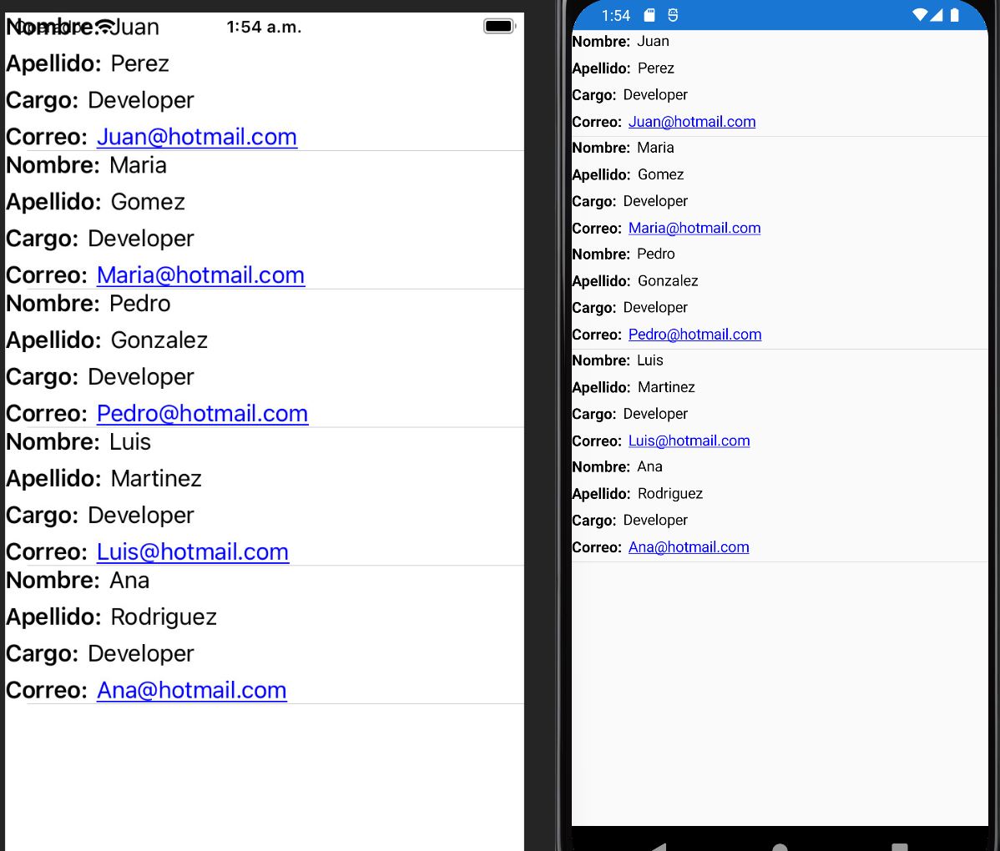 Nombre: Juan
1:54 a.m.
Apellido: Perez
Cargo: Developer
Correo: Juan@hotmail.com
Nombre: Maria
Apellido: Gomez
Cargo: Developer
Correo: Maria@hotmail.com
Nombre: Pedro
Apellido: Gonzalez
Cargo: Developer
Correo: Pedro@hotmail.com
Nombre: Luis
Apellido: Martinez
Cargo: Developer
Correo: Luis@hotmail.com
Nombre: Ana
Apellido: Rodriguez
Cargo: Developer
Correo: Ana@hotmail.com
1:54
Nombre: Juan
Apellido: Perez
Cargo: Developer
Correo: Juan@hotmail.com
Nombre: Maria
Apellido: Gomez
Cargo: Developer
Correo: Maria@hotmail.com
Nombre: Pedro
Apellido: Gonzalez
Cargo: Developer
Correo: Pedro@hotmail.com
Nombre: Luis
Apellido: Martinez
Cargo: Developer
Correo: Luis@hotmail.com
Nombre: Ana
Apellido: Rodriguez
Cargo: Developer
Correo: Ana@hotmail.com